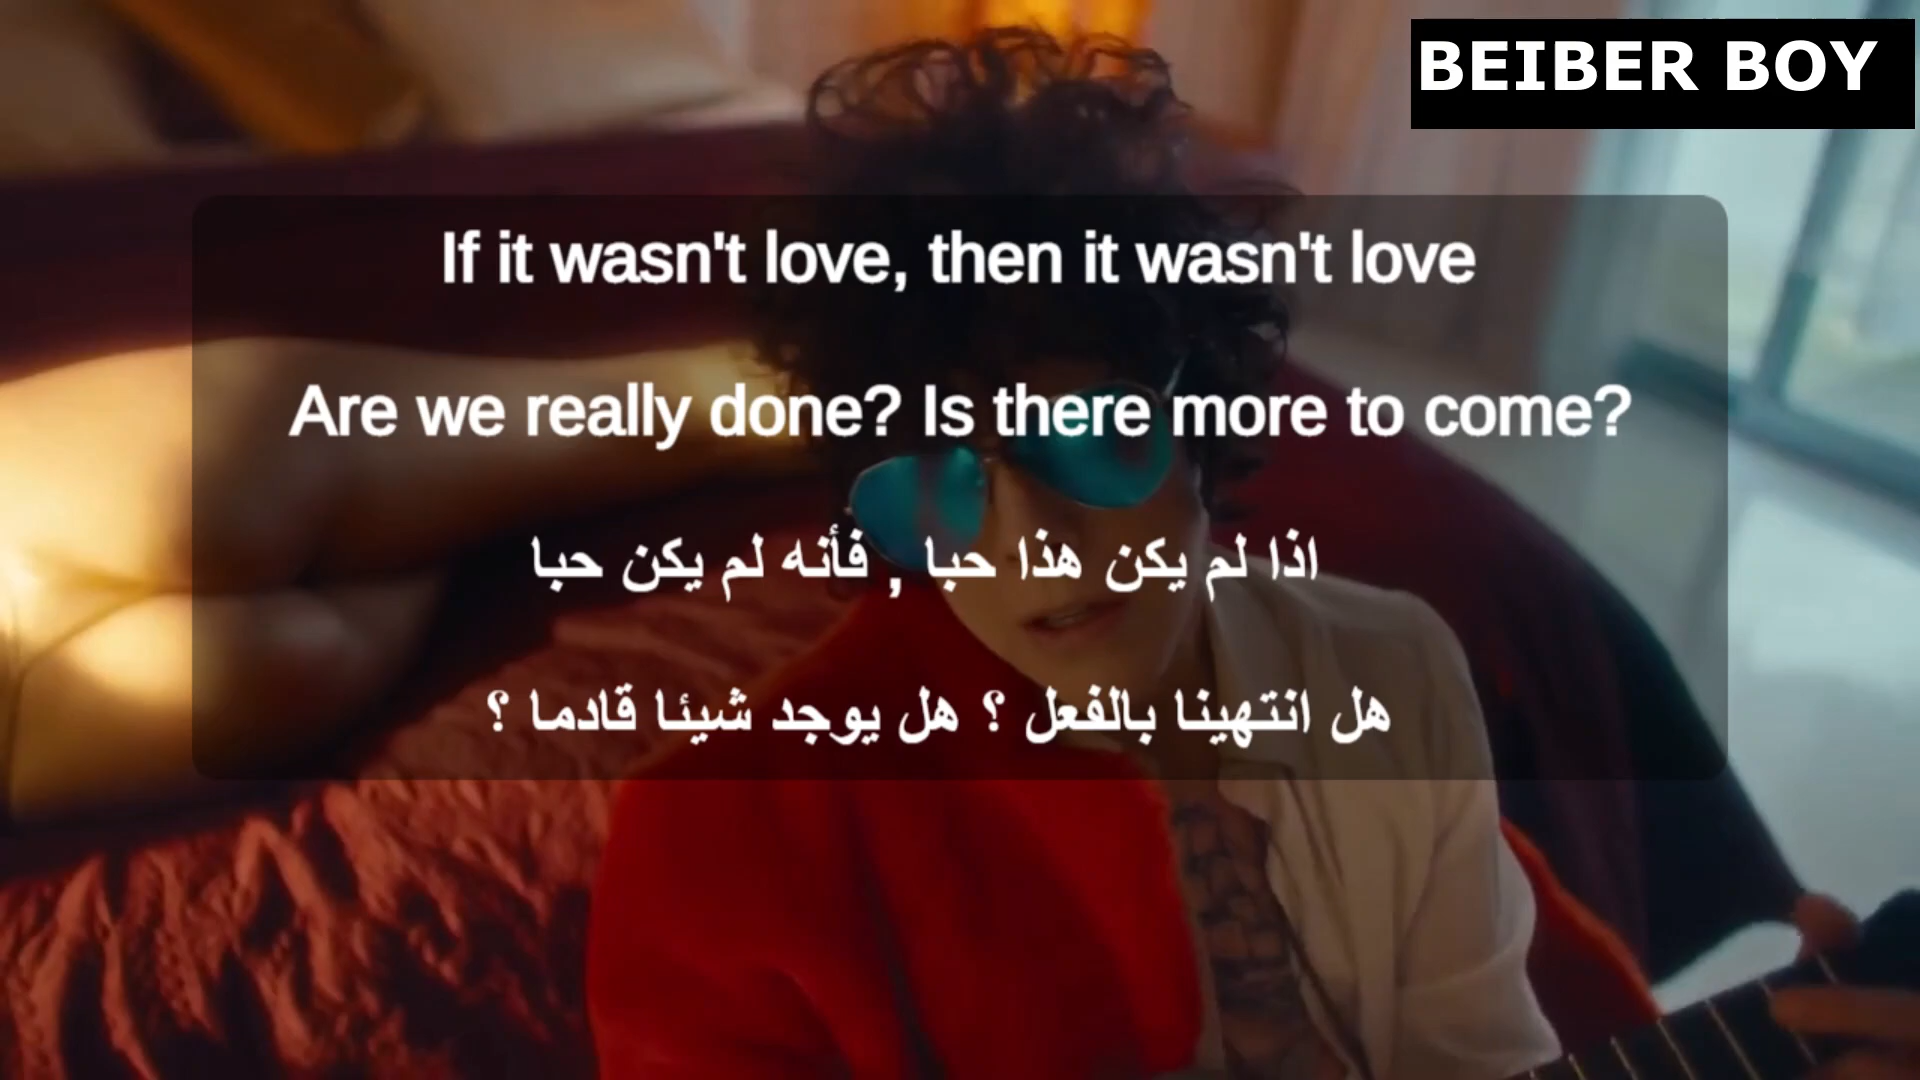 BEIBER BOY
If it wasn't love, then it wasn't love
Are we really done? Is there more to come?
اذا لم يكن هذا حبا , فأنه لم يكن حبا
هل انتهينا بالفعل ؟ هل يوجد شيئا قادما ؟